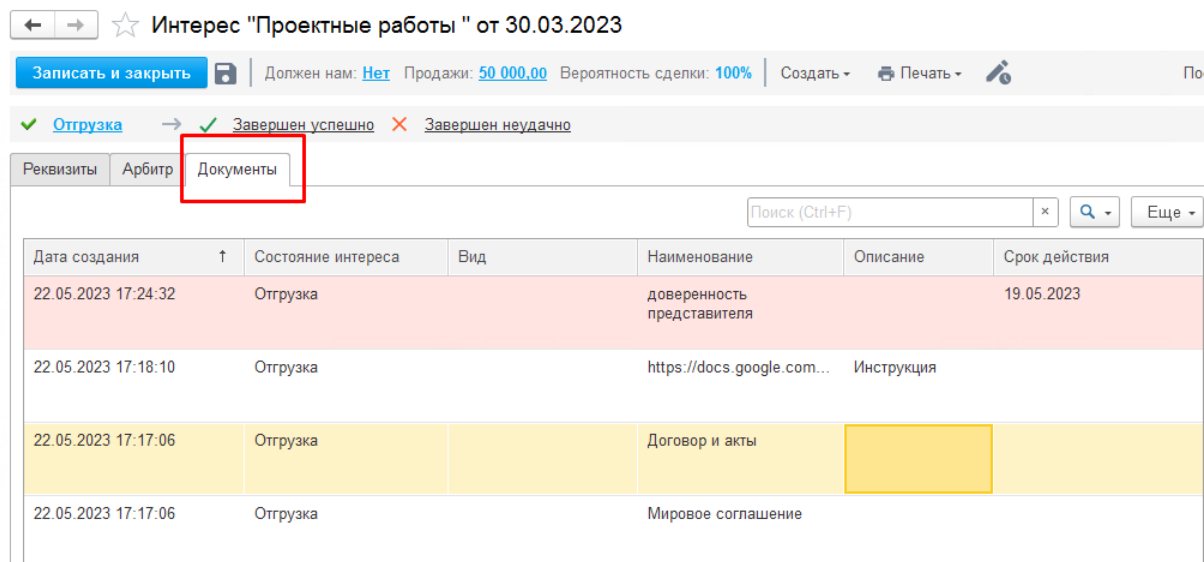 Интерес "Проектные работы " от 30.03.2023
Записать и закрыть Должен нам: Нет Продажи: 50 000,00 Вероятность сделки: 100% Создать Печать По
Отгрузка → Завершен успешно Завершен неудачно
Реквизиты Арбитр Документы
Поиск (Ctrl+F) × Еще
Дата создания ↑ Состояние интереса Вид Наименование Описание Срок действия
22.05.2023 17:24:32 Отгрузка доверенность 19.05.2023
представителя
22.05.2023 17:18:10 Отгрузка https://docs.google.com... Инструкция
22.05.2023 17:17:06 Отгрузка Договор и акты
22.05.2023 17:17:06 Отгрузка Мировое соглашение